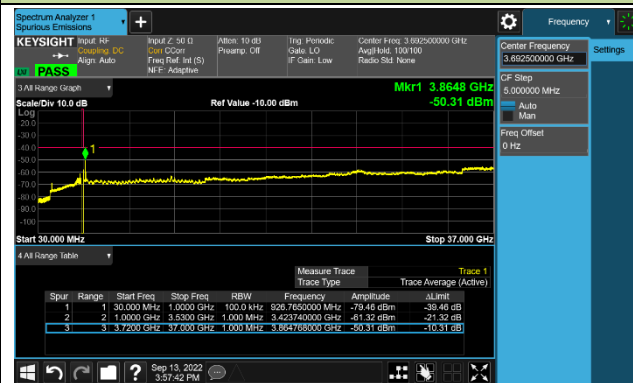 Spectrum Analyzer 1
Spurious Emissions
Frequency
KEYSIGHT Input: RF
Coupling: DC
Align: Auto
Input Z: 50 Ω
Corr CCorr
Freq Ref: Int (S)
NFE: Adaptive
Atten: 10 dB
Preamp: Off
Trig: Periodic
Gate: LO
IF Gain: Low
Center Freq: 3.692500000 GHz
Avg|Hold: 100/100
Radio Std: None
LXI PASS
Center Frequency
3.692500000 GHz
Settings
CF Step
5.000000 MHz
Auto
Man
Freq Offset
0 Hz
3 All Range Graph
Mkr1 3.8648 GHz
Scale/Div 10.0 dB
Ref Value -10.00 dBm
-50.31 dBm
Log
-20.0
-30.0
-40.0
-50.0
-60.0
-70.0
-80.0
-90.0
-100
1
Start 30.000 MHz
Stop 37.000 GHz
4 All Range Table
Measure Trace Trace 1
Trace Type Trace Average (Active)
Spur Range Start Freq Stop Freq RBW Frequency Amplitude ΔLimit
1 1 30.000 MHz 1.0000 GHz 100.0 kHz 926.7650000 MHz -79.46 dBm -39.46 dB
2 2 1.0000 GHz 3.5300 GHz 1.000 MHz 3.423740000 GHz -61.32 dBm -21.32 dB
3 3 3.7200 GHz 37.000 GHz 1.000 MHz 3.864768000 GHz -50.31 dBm -10.31 dB
?
Sep 13, 2022
3:57:42 PM